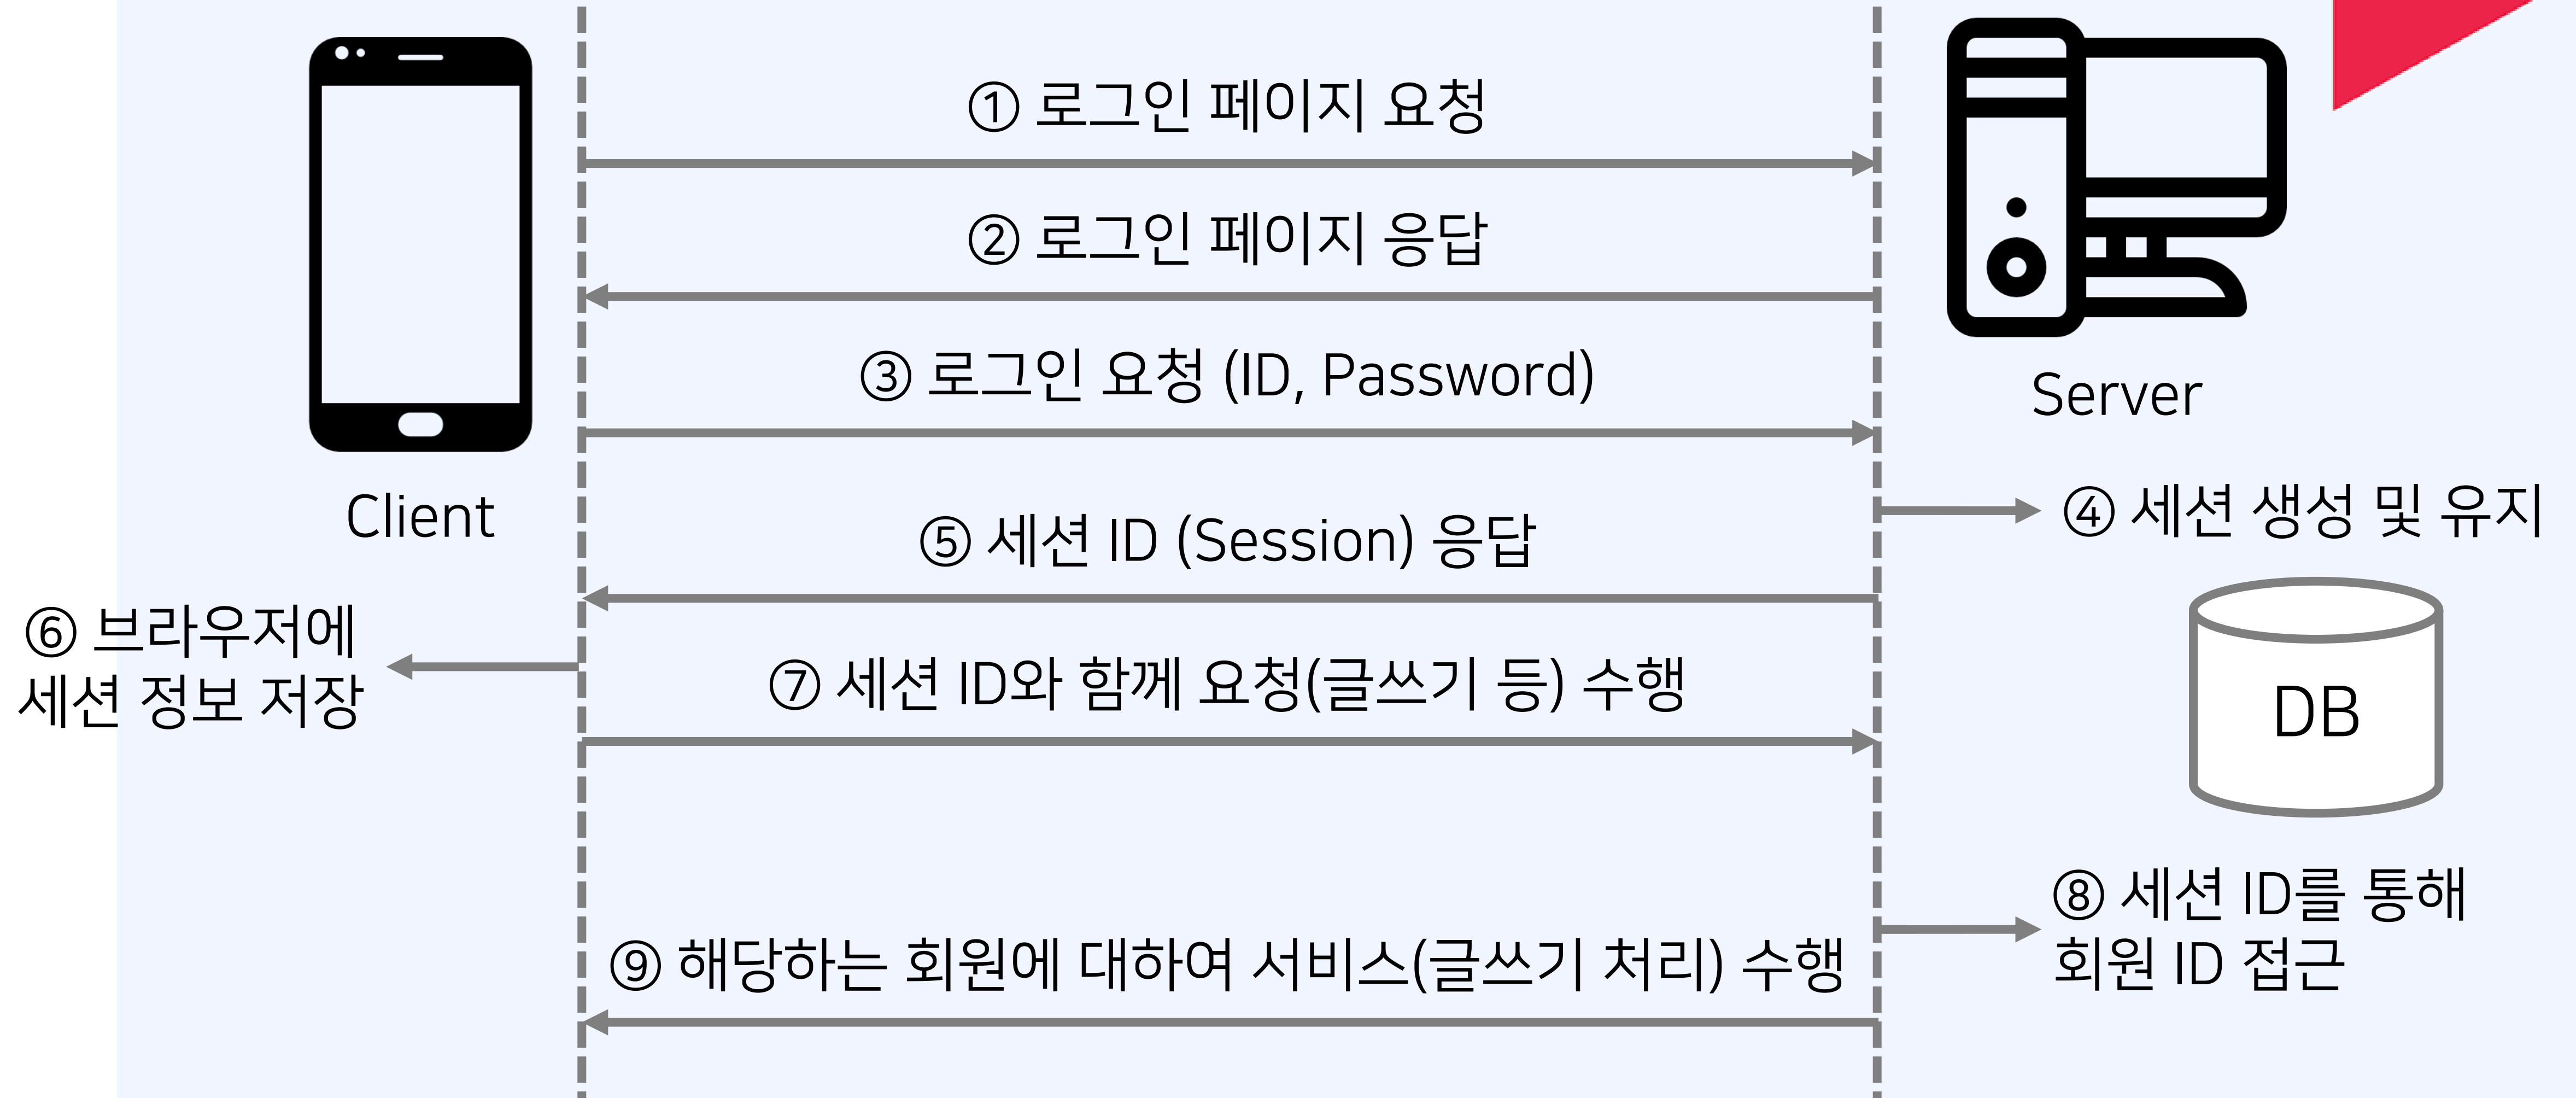 ① 로그인 페이지 요청
② 로그인 페이지 응답
③ 로그인 요청 (ID, Password)
Server
Client
④ 세션 생성 및 유지
⑤ 세션 ID (Session) 응답
⑥ 브라우저에
세션 정보 저장
⑦ 세션 ID와 함께 요청(글쓰기 등) 수행
DB
⑧ 세션 ID를 통해
회원 ID 접근
⑨ 해당하는 회원에 대하여 서비스(글쓰기 처리) 수행